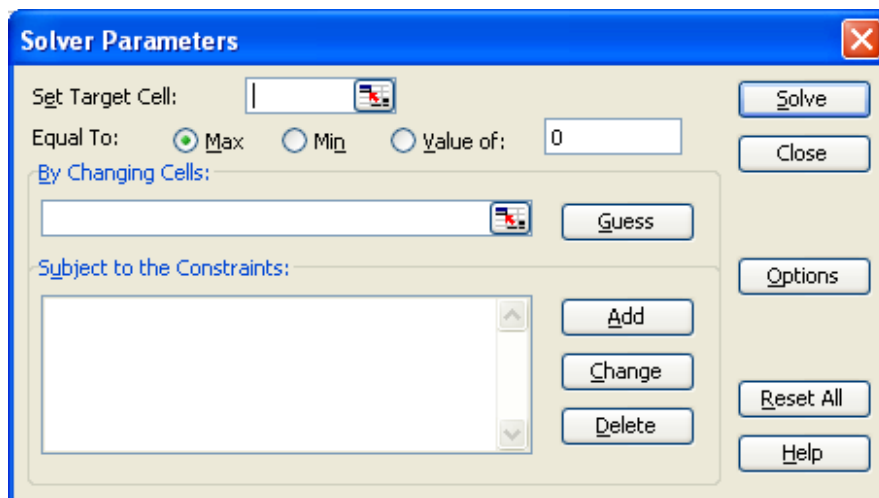 Solver Parameters
Set Target Cell:
Solve
Equal To: Max Min Value of: 0
Close
By Changing Cells:
Guess
Subject to the Constraints:
Options
Add
Change
Reset All
Delete
Help